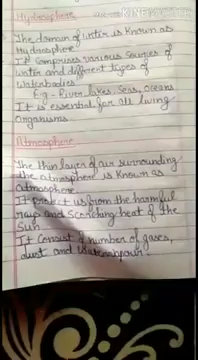 Hydrosphere
The domain of water is known as
Hydrosphere
It comprises various sources of
water and different types of
waterbodies.
E.g - River, lakes, Seas, oceans
It is essential for all living
organisms
Atmosphere
The thin layer of air surrounding
the atmosphere is known as
atmosphere
It protect us from the harmful
rays and scorching heat of the
Sun
It consist of number of gases,
dust and watervapour.